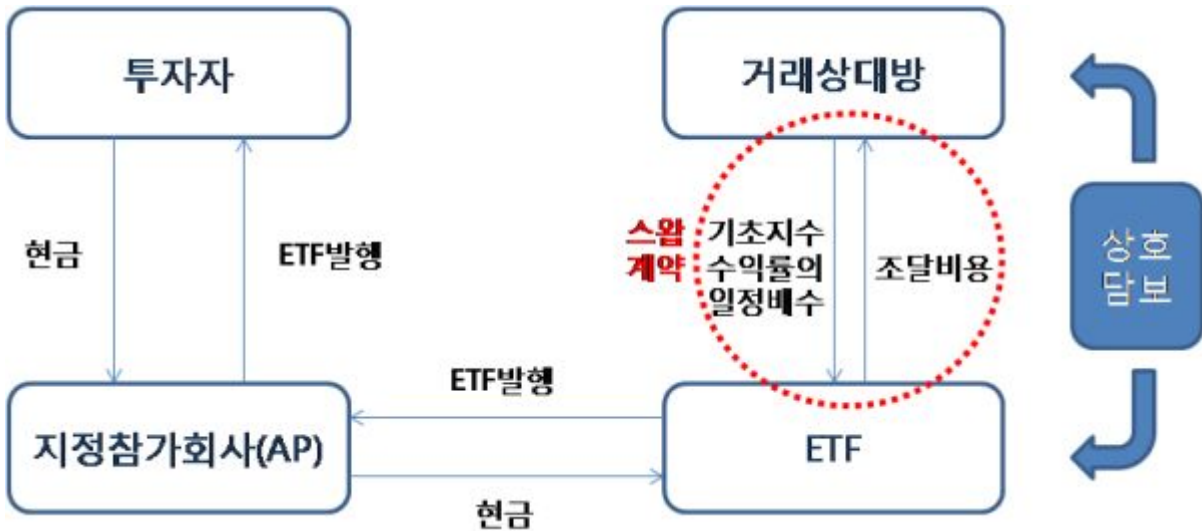 투자자
거래상대방
현금
ETF발행
스왑
계약
기초지수
수익률의
일정배수
조달비용
상호
담보
ETF발행
지정참가회사(AP)
ETF
현금